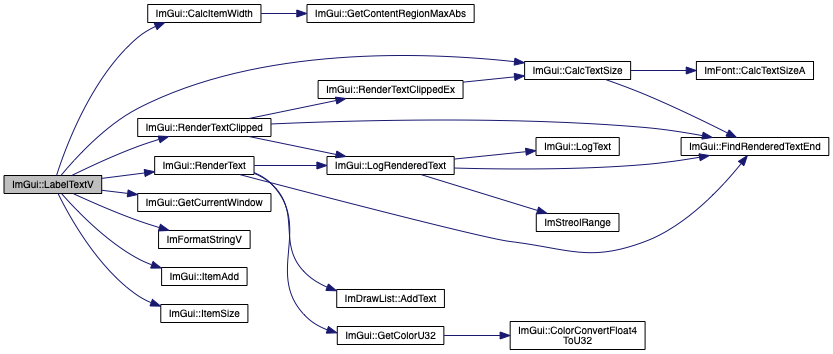 ImGui::CalcItemWidth
ImGui::GetContentRegionMaxAbs
ImGui::CalcTextSize
ImFont::CalcTextSizeA
ImGui::RenderTextClippedEx
ImGui::RenderTextClipped
ImGui::LogText
ImGui::FindRenderedTextEnd
ImGui::RenderText
ImGui::LogRenderedText
ImGui::LabelTextV
ImGui::GetCurrentWindow
ImStreolRange
ImFormatStringV
ImGui::ItemAdd
ImDrawList::AddText
ImGui::ItemSize
ImGui::GetColorU32
ImGui::ColorConvertFloat4
ToU32